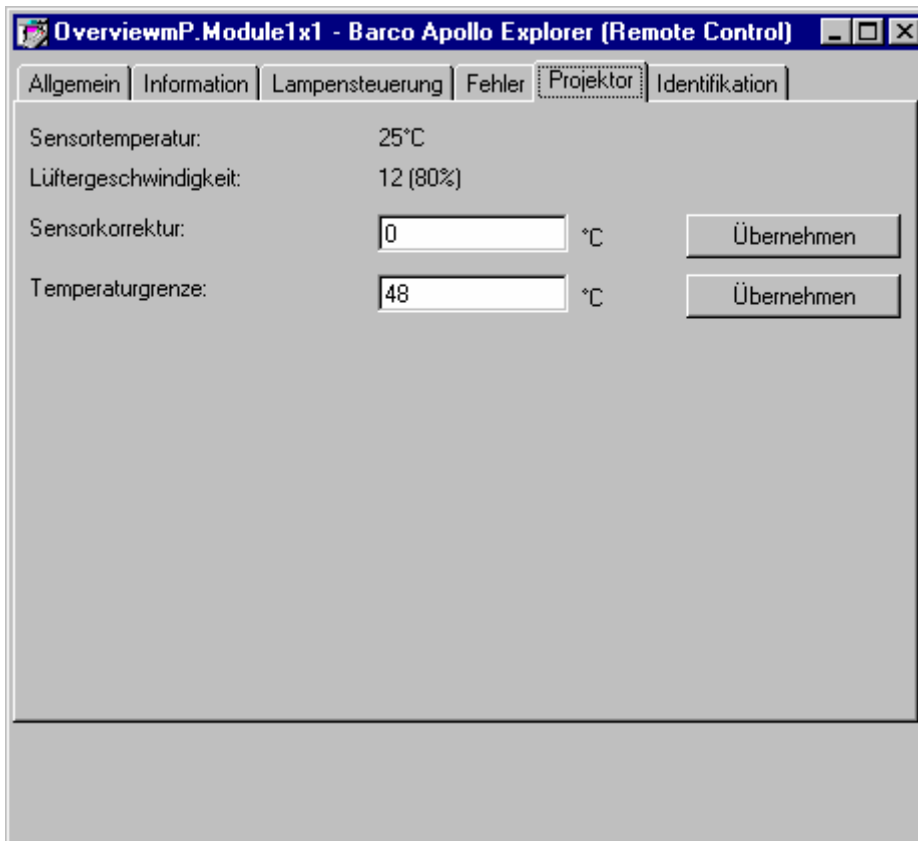 OverviewmP.Module1x1 - Barco Apollo Explorer (Remote Control)
Allgemein Information Lampensteuerung Fehler Projektor Identifikation
Sensortemperatur: 25°C
Lüftergeschwindigkeit: 12 (80%)
Sensorkorrektur: 0 °C Übernehmen
Temperaturgrenze: 48 °C Übernehmen